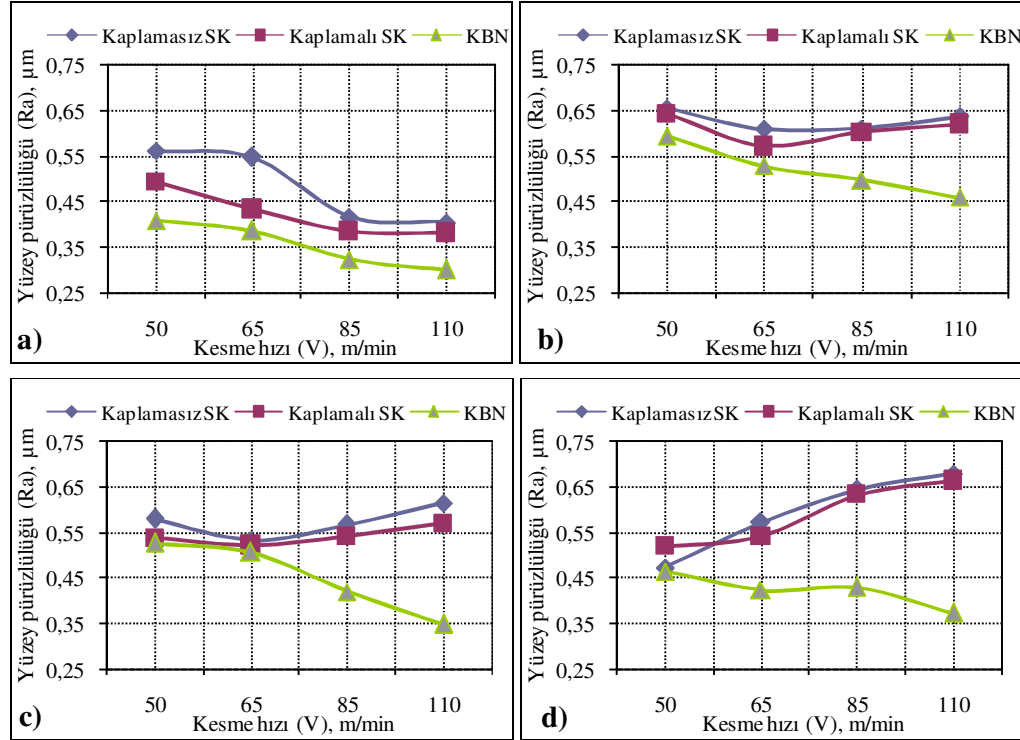 Kaplamasız SK Kaplamalı SK KBN
Yüzey pürüzlülüğü (Ra), µm
0,75
0,65
0,55
0,45
0,35
0,25
50 65 85 110
Kesme hızı (V), m/min
a)
Kaplamasız SK Kaplamalı SK KBN
Yüzey pürüzlülüğü (Ra), µm
0,75
0,65
0,55
0,45
0,35
0,25
50 65 85 110
Kesme hızı (V), m/min
b)
Kaplamasız SK Kaplamalı SK KBN
Yüzey pürüzlülüğü (Ra), µm
0,75
0,65
0,55
0,45
0,35
0,25
50 65 85 110
Kesme hızı (V), m/min
c)
Kaplamasız SK Kaplamalı SK KBN
Yüzey pürüzlülüğü (Ra), µm
0,75
0,65
0,55
0,45
0,35
0,25
50 65 85 110
Kesme hızı (V), m/min
d)